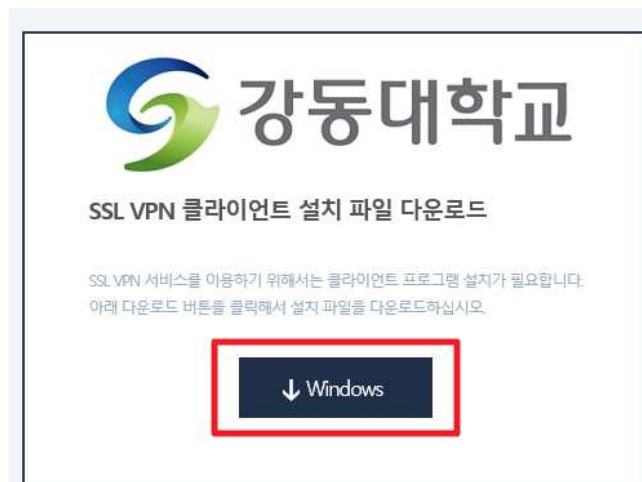 강동대학교
SSL VPN 클라이언트 설치 파일 다운로드
SSL VPN 서비스를 이용하기 위해서는 클라이언트 프로그램 설치가 필요합니다.
아래 다운로드 버튼을 클릭해서 설치 파일을 다운로드하십시오.
↓ Windows